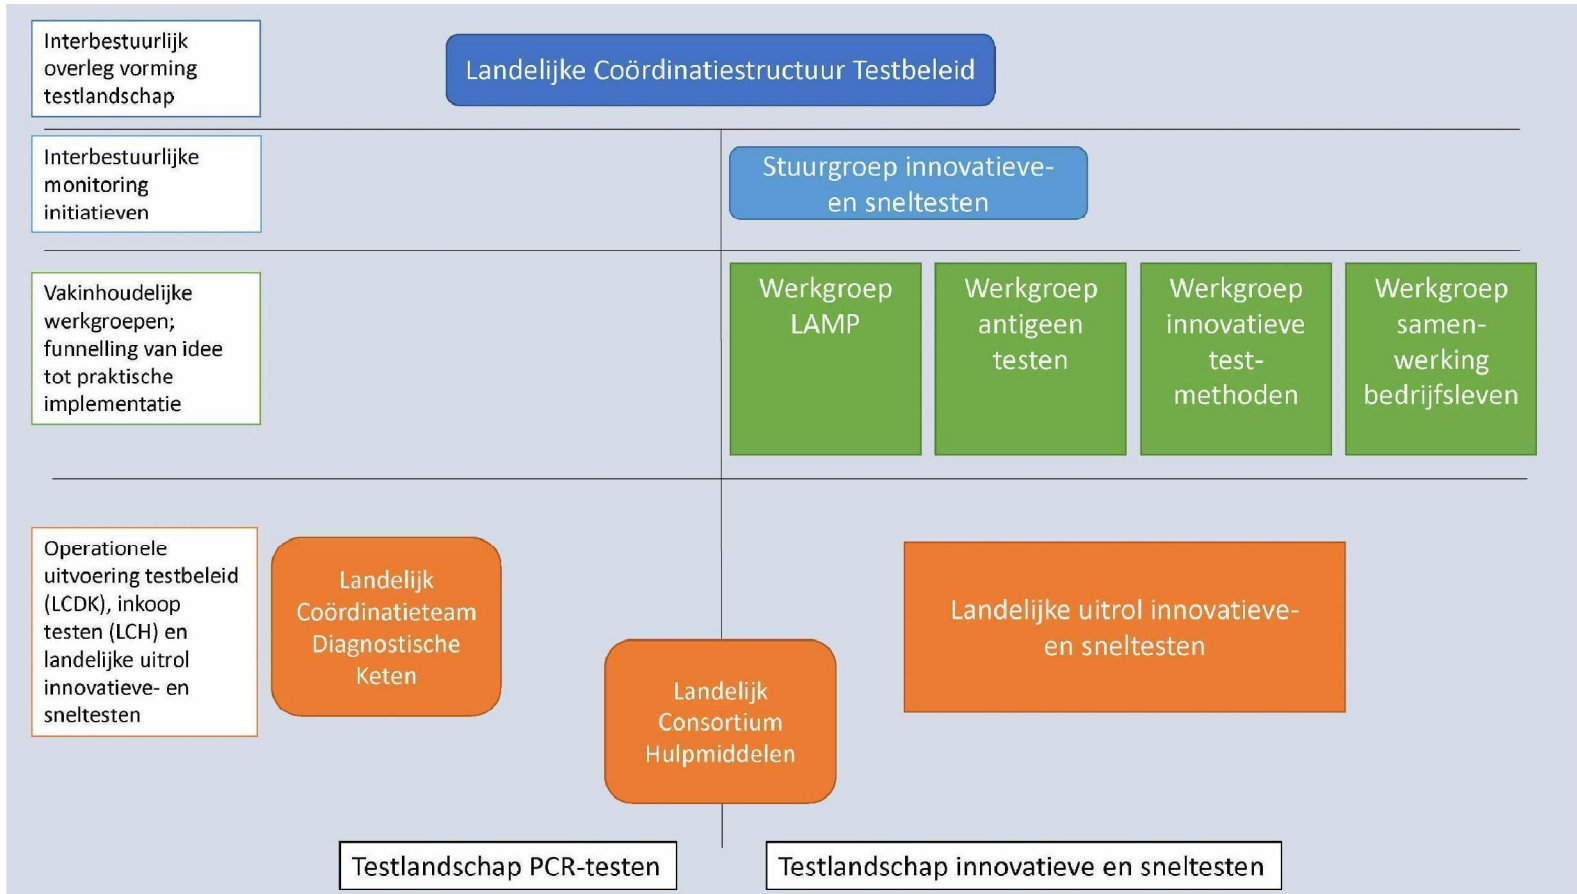 Interbestuurlijk
overleg vorming
testlandschap
Landelijke Coördinatiestructuur Testbeleid
Interbestuurlijke
monitoring
initiatieven
Stuurgroep innovatieve-
en sneltesten
Vakinhoudelijke
werkgroepen;
funnelling van idee
tot praktische
implementatie
Werkgroep
LAMP
Werkgroep
antigeen
testen
Werkgroep
innovatieve
test-
methoden
Werkgroep
samen-
werking
bedrijfsleven
Operationele
uitvoering testbeleid
(LCDK), inkoop
testen (LCH) en
landelijke uitrol
innovatieve- en
sneltesten
Landelijk
Coördinatieteam
Diagnostische
Keten
Landelijk
Consortium
Hulpmiddelen
Landelijke uitrol innovatieve-
en sneltesten
Testlandschap PCR-testen
Testlandschap innovatieve en sneltesten